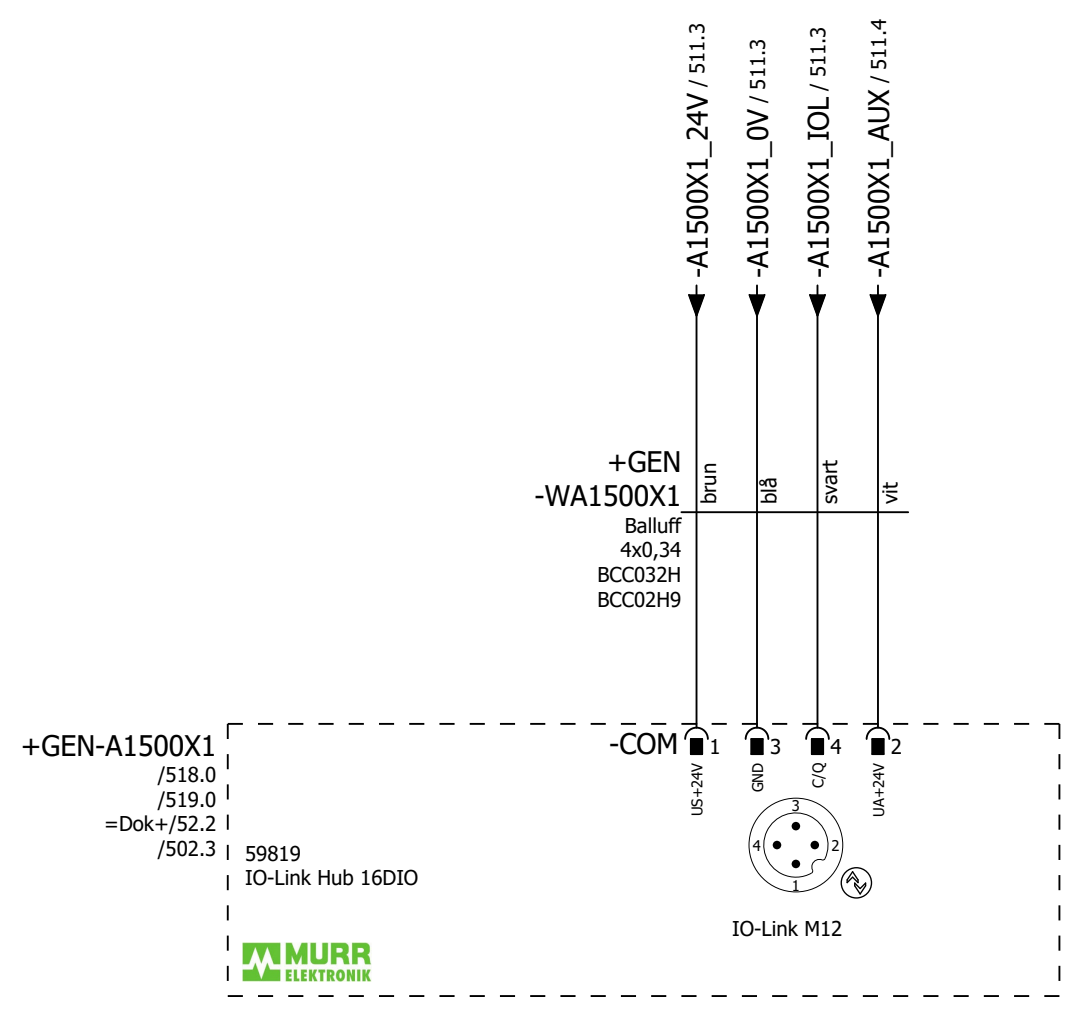 -A1500X1_24V / 511.3
-A1500X1_0V / 511.3
-A1500X1_IOL / 511.3
-A1500X1_AUX / 511.4
+GEN
-WA1500X1
Balluff
4x0,34
BCC032H
BCC02H9
brun
blå
svart
vit
+GEN-A1500X1
/518.0
/519.0
=Dok+/52.2
/502.3
-COM
1
3
4
2
US+24V
GND
C/Q
UA+24V
3
4
2
1
59819
IO-Link Hub 16DIO
IO-Link M12
MURR
ELEKTRONIK